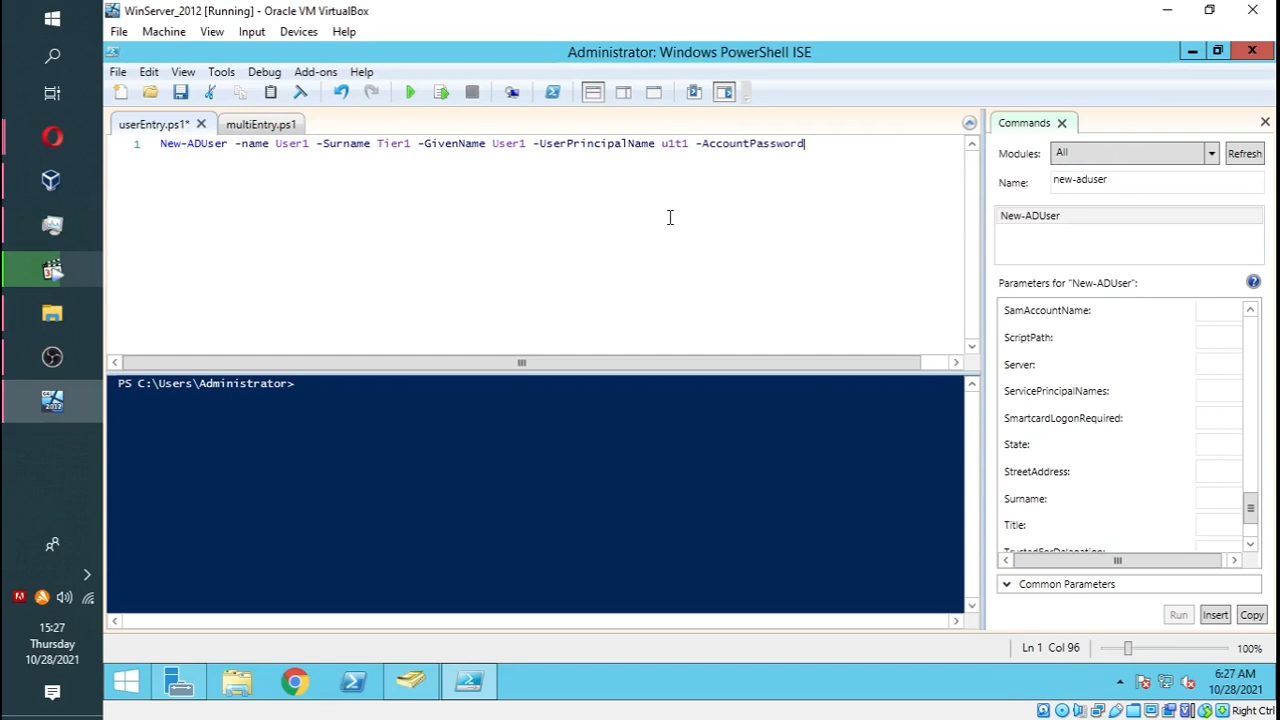 WinServer_2012 [Running] - Oracle VM VirtualBox
File Machine View Input Devices Help
Administrator: Windows PowerShell ISE
File Edit View Tools Debug Add-ons Help
userEntry.ps1* multiEntry.ps1
1 New-ADUser -name User1 -Surname Tier1 -GivenName User1 -UserPrincipalName u1t1 -AccountPassword
PS C:\Users\Administrator>
Commands
Modules: All Refresh
Name: new-aduser
New-ADUser
Parameters for "New-ADUser":
SamAccountName:
ScriptPath:
Server:
ServicePrincipalNames:
SmartcardLogonRequired:
State:
StreetAddress:
Surname:
Title:
TrustedForDelegation:
Common Parameters
Run Insert Copy
Ln 1 Col 96 100%
15:27
Thursday
10/28/2021
6:27 AM
10/28/2021
Right Ctrl
2012